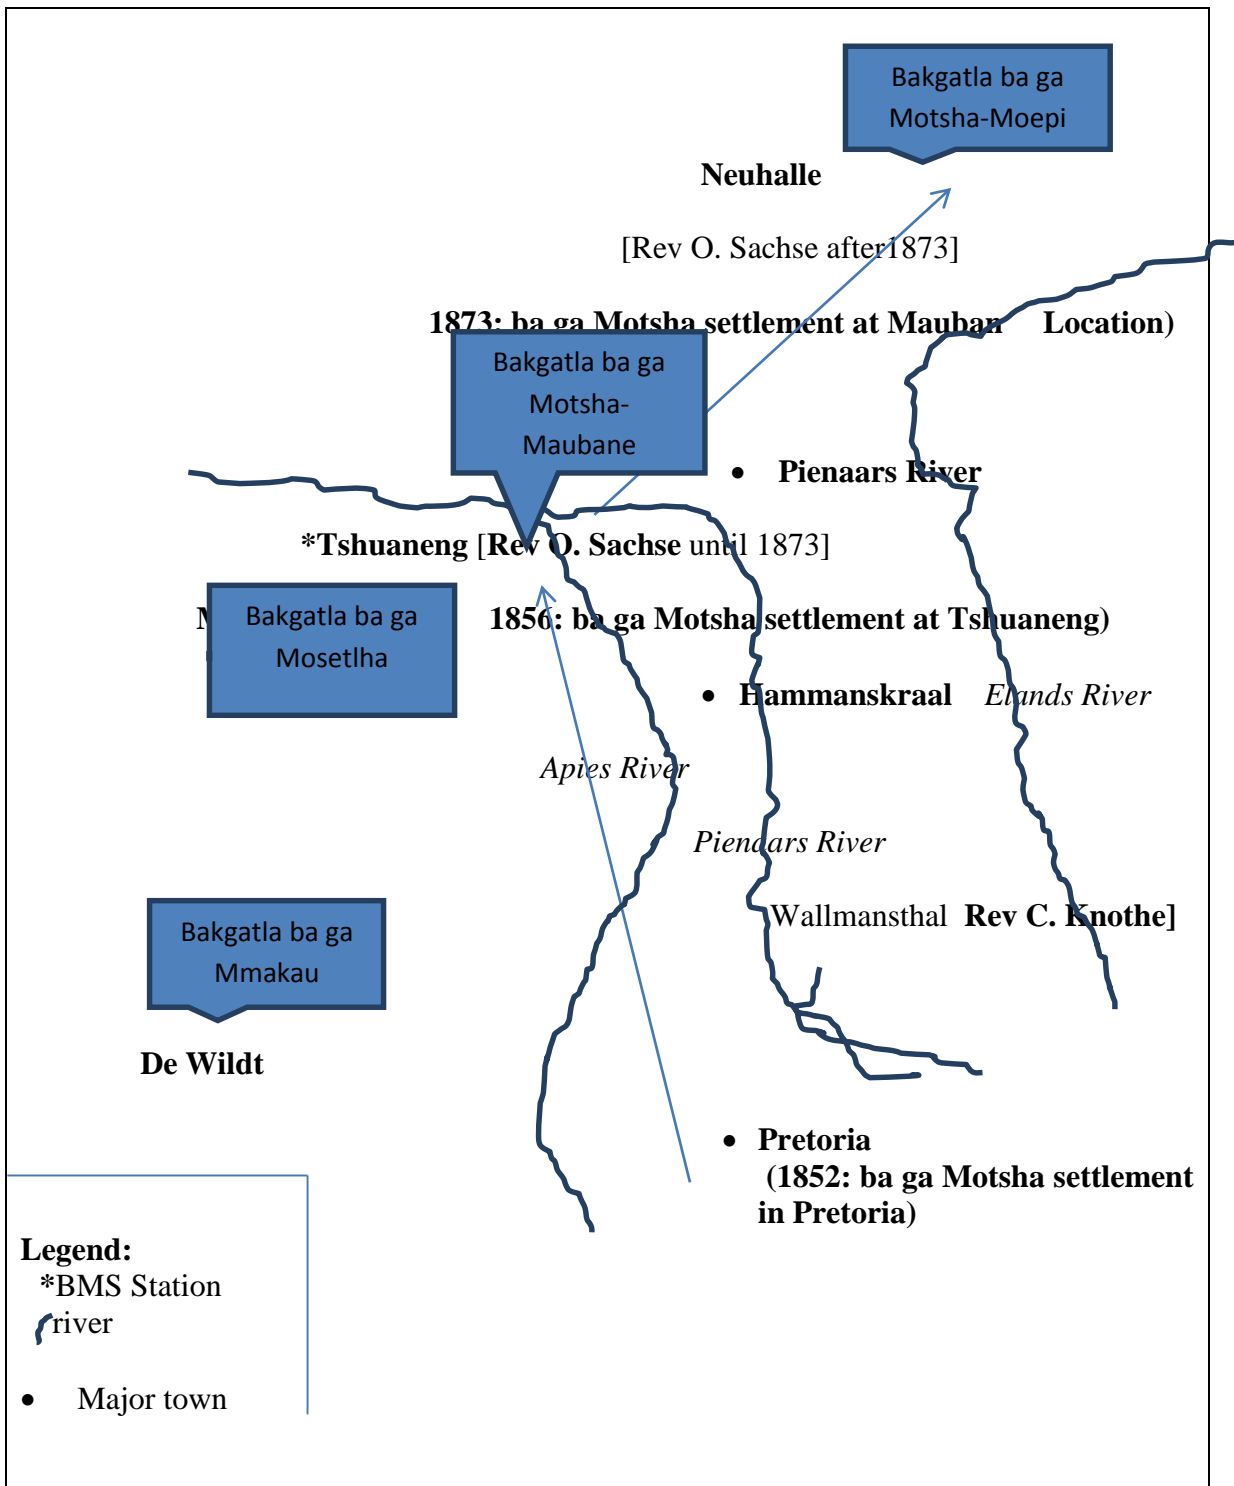 Bakgatla ba ga
Motsha-Moepi
Neuhalle
[Rev O. Sachse after1873]
1873: ba ga Motsha settlement at Mauban Location)
Bakgatla ba ga
Motsha-
Maubane
• Pienaars River
*Tshuaneng [Rev O. Sachse until 1873]
Bakgatla ba ga
Mosetlha
1856: ba ga Motsha settlement at Tshuaneng)
• Hammanskraal Elands River
Apies River
Pienaars River
Wallmansthal Rev C. Knothe]
Bakgatla ba ga
Mmakau
De Wildt
• Pretoria
(1852: ba ga Motsha settlement
in Pretoria)
Legend:
*BMS Station
river
• Major town